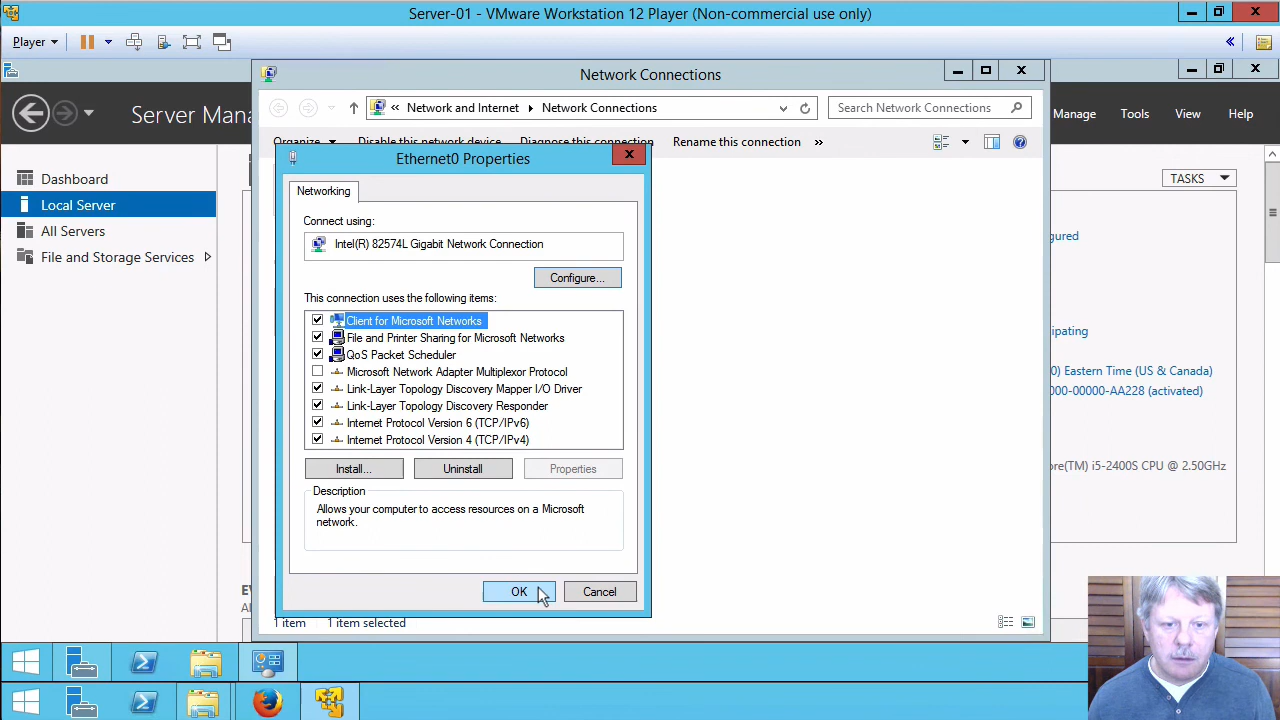 Server-01 - VMware Workstation 12 Player (Non-commercial use only)
Player
Network Connections
Server Mana
Network and Internet
Network Connections
Search Network Connections
Manage
Tools
View
Help
Organize
Disable this network device
Diagnose this connection
Rename this connection
»
Ethernet0 Properties
Dashboard
Local Server
All Servers
File and Storage Services
TASKS
Networking
Connect using:
Intel(R) 82574L Gigabit Network Connection
Configure...
This connection uses the following items:
Client for Microsoft Networks
File and Printer Sharing for Microsoft Networks
QoS Packet Scheduler
Microsoft Network Adapter Multiplexor Protocol
Link-Layer Topology Discovery Mapper I/O Driver
Link-Layer Topology Discovery Responder
Internet Protocol Version 6 (TCP/IPv6)
Internet Protocol Version 4 (TCP/IPv4)
Install...
Uninstall
Properties
Description
Allows your computer to access resources on a Microsoft
network.
OK
Cancel
gured
ipating
0) Eastern Time (US & Canada)
000-00000-AA228 (activated)
ore(TM) i5-2400S CPU @ 2.50GHz
1 item
1 item selected